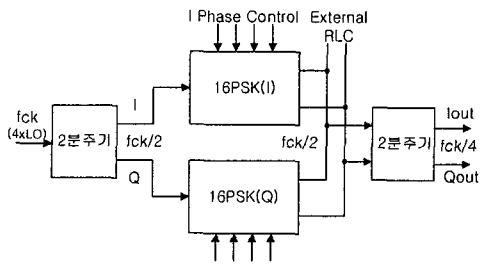 I Phase Control
External
RLC
16PSK(I)
fck
(4xLO)
2분주기
I
fck/2
Q
fck/2
16PSK(Q)
2분주기
Iout
fck/4
Qout